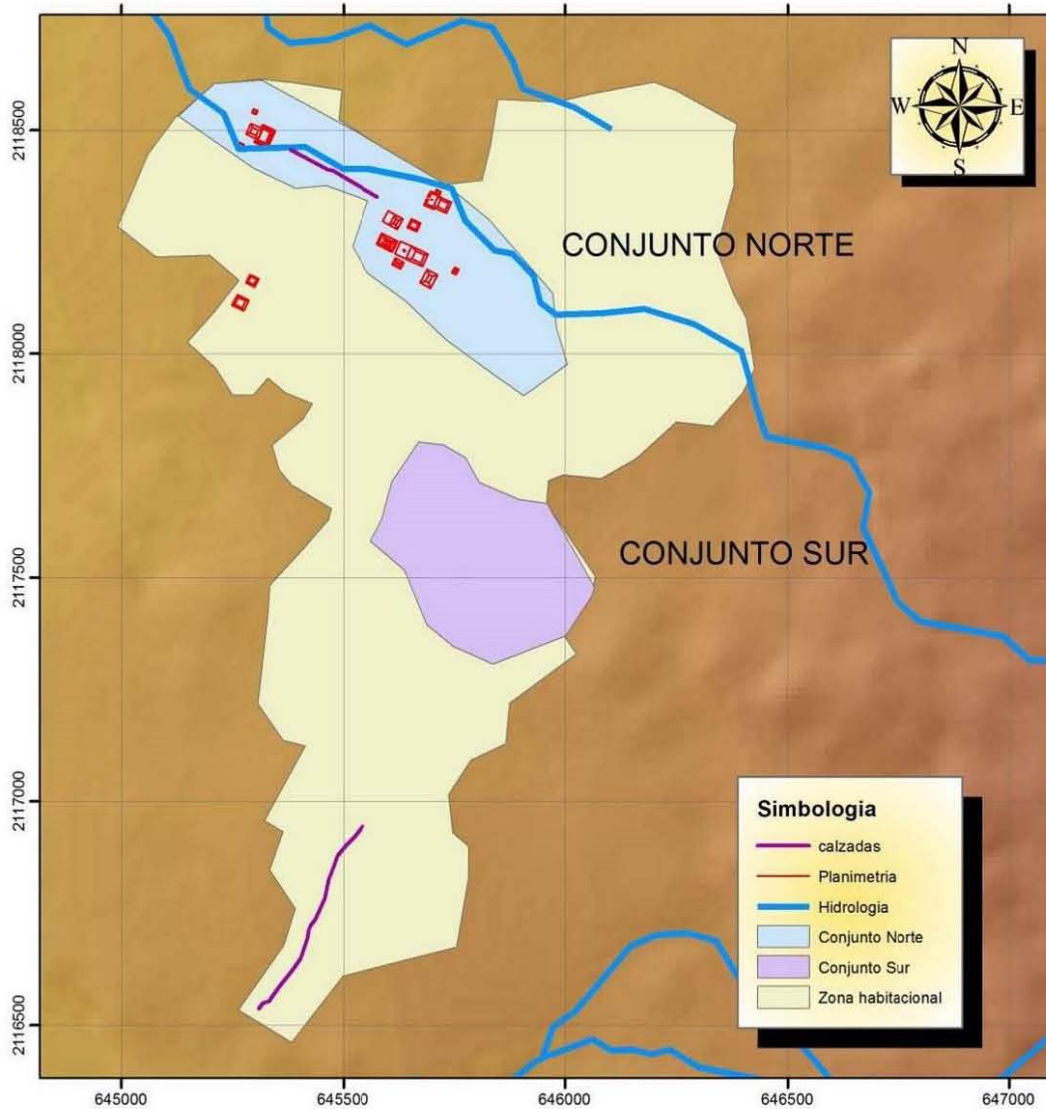 N
W E
S
2118500
2118000
2117500
2117000
2116500
CONJUNTO NORTE
CONJUNTO SUR
Simbologia
calzadas
Planimetria
Hidrologia
Conjunto Norte
Conjunto Sur
Zona habitacional
645000 645500 646000 646500 647000